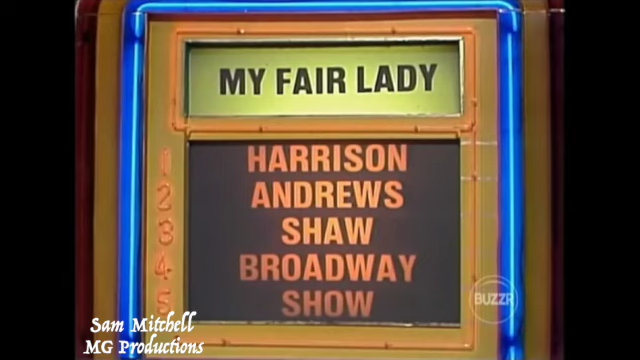 MY FAIR LADY
1 HARRISON
2 ANDREWS
3 SHAW
4 BROADWAY
5 SHOW
BUZZR
Sam Mitchell
MG Productions